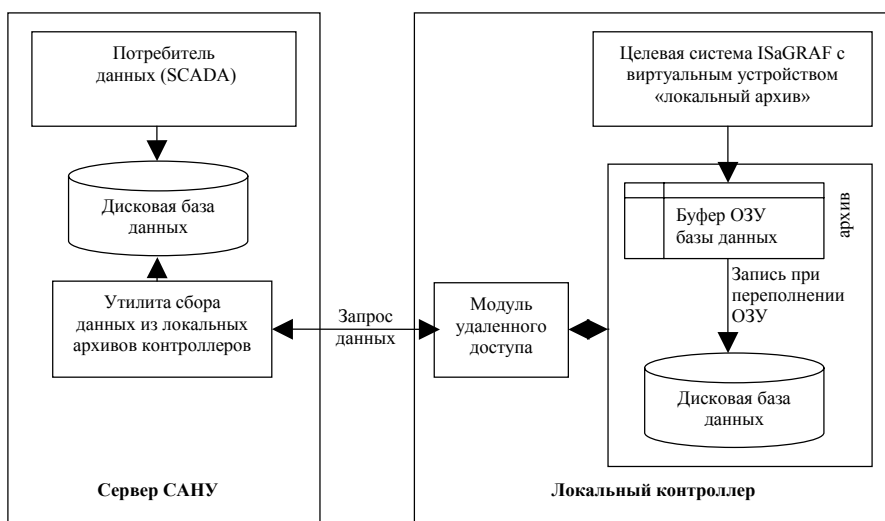 Потребитель
данных (SCADA)
Дисковая база
данных
Утилита сбора
данных из локальных
архивов контроллеров
Сервер САНУ
Запрос
данных
Целевая система ISaGRAF с
виртуальным устройством
«локальный архив»
Буфер ОЗУ
базы данных
архив
Запись при
переполнении
ОЗУ
Модуль
удаленного
доступа
Дисковая база
данных
Локальный контроллер